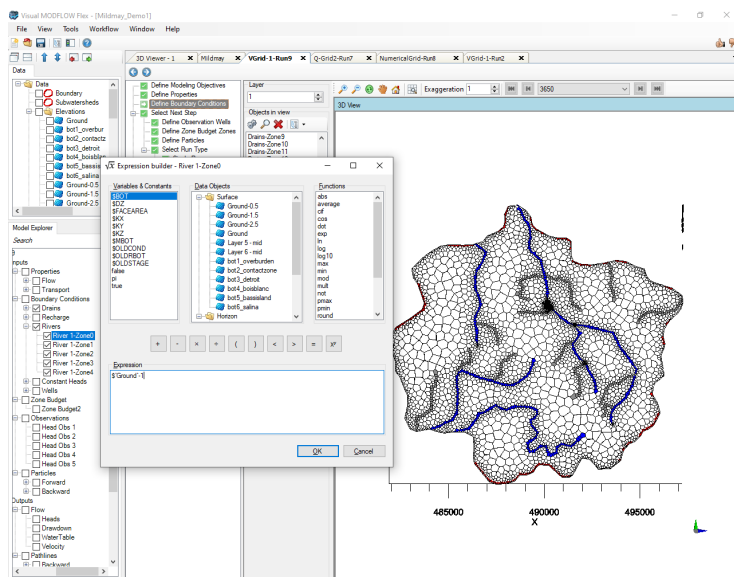 Visual MODFLOW Flex - [Mildmay_Demo1]
File View Tools Workflow Window Help
Data
Data
Boundary
Subwatersheds
Elevations
Ground
bot1_overbur
bot2_contactz
bot3_detroit
bot4_boisblanc
bot5_bassisla
bot6_salina
Ground-0.5
Ground-1.5
Ground-2.5
Model Explorer
Search
nputs
Properties
Flow
Transport
Boundary Conditions
Drains
Recharge
Rivers
River 1-Zone0
River 1-Zone1
River 1-Zone2
River 1-Zone3
River 1-Zone4
Constant Heads
Wells
Zone Budget
Zone Budget2
Observations
Head Obs 1
Head Obs 2
Head Obs 3
Head Obs 4
Head Obs 5
Particles
Forward
Backward
Outputs
Flow
Heads
Drawdown
WaterTable
Velocity
Pathlines
Backward
3D Viewer - 1 X Mildmay X VGrid-1-Run9 X Q-Grid2-Run7 X NumericalGrid-Run8 X VGrid-1-Run2 X
Define Modeling Objectives
Define Properties
Define Boundary Conditions
Select Next Step
Define Observation Wells
Define Zone Budget Zones
Define Particles
Select Run Type
Layer
1
Objects in view
Drains-Zone9
Drains-Zone10
Drains-Zone11
Exaggeration 1
3650
3D View
Expression builder - River 1-Zone0
Variables & Constants
$BOT
$DZ
$FACEAREA
$KX
$KY
$KZ
$MBOT
$OLDCOND
$OLDRBOT
$OLDSTAGE
false
pi
true
Data Objects
Surface
Ground-0.5
Ground-1.5
Ground-2.5
Ground
Layer 5 - mid
Layer 6 - mid
bot1_overburden
bot2_contactzone
bot3_detroit
bot4_boisblanc
bot5_bassisland
bot6_salina
Horizon
Functions
abs
average
cif
cos
dot
exp
ln
log
log10
max
min
mod
mult
not
pmax
pmin
round
+ - × ÷ ( ) < > = x^y
Expression
$'Ground'-1
OK Cancel
485000 490000 495000
X